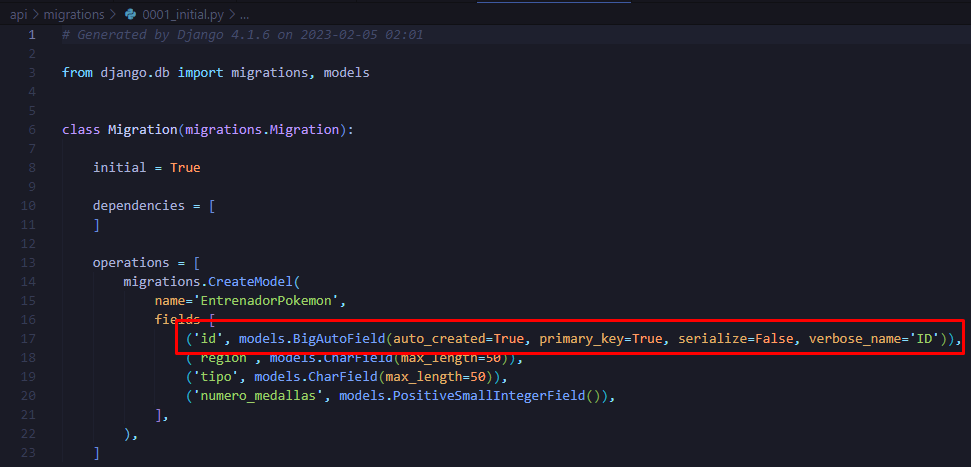 api > migrations > 0001_initial.py > ...
1 # Generated by Django 4.1.6 on 2023-02-05 02:01
2
3 from django.db import migrations, models
4
5
6 class Migration(migrations.Migration):
7
8 initial = True
9
10 dependencies = [
11 ]
12
13 operations = [
14 migrations.CreateModel(
15 name='EntrenadorPokemon',
16 fields [
17 ('id', models.BigAutoField(auto_created=True, primary_key=True, serialize=False, verbose_name='ID')),
18 ('region', models.CharField(max_length=50)),
19 ('tipo', models.CharField(max_length=50)),
20 ('numero_medallas', models.PositiveSmallIntegerField()),
21 ],
22 ),
23 ]